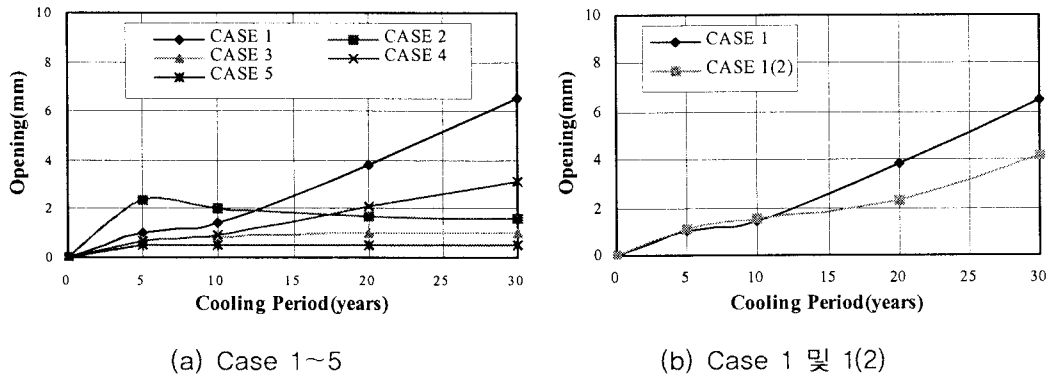 10
8
6
4
2
0
Opening(mm)
CASE 1
CASE 2
CASE 3
CASE 4
CASE 5
0 5 10 15 20 25 30
Cooling Period(years)
(a) Case 1~5
10
8
6
4
2
0
Opening(mm)
CASE 1
CASE 1(2)
0 5 10 15 20 25 30
Cooling Period(years)
(b) Case 1 및 1(2)